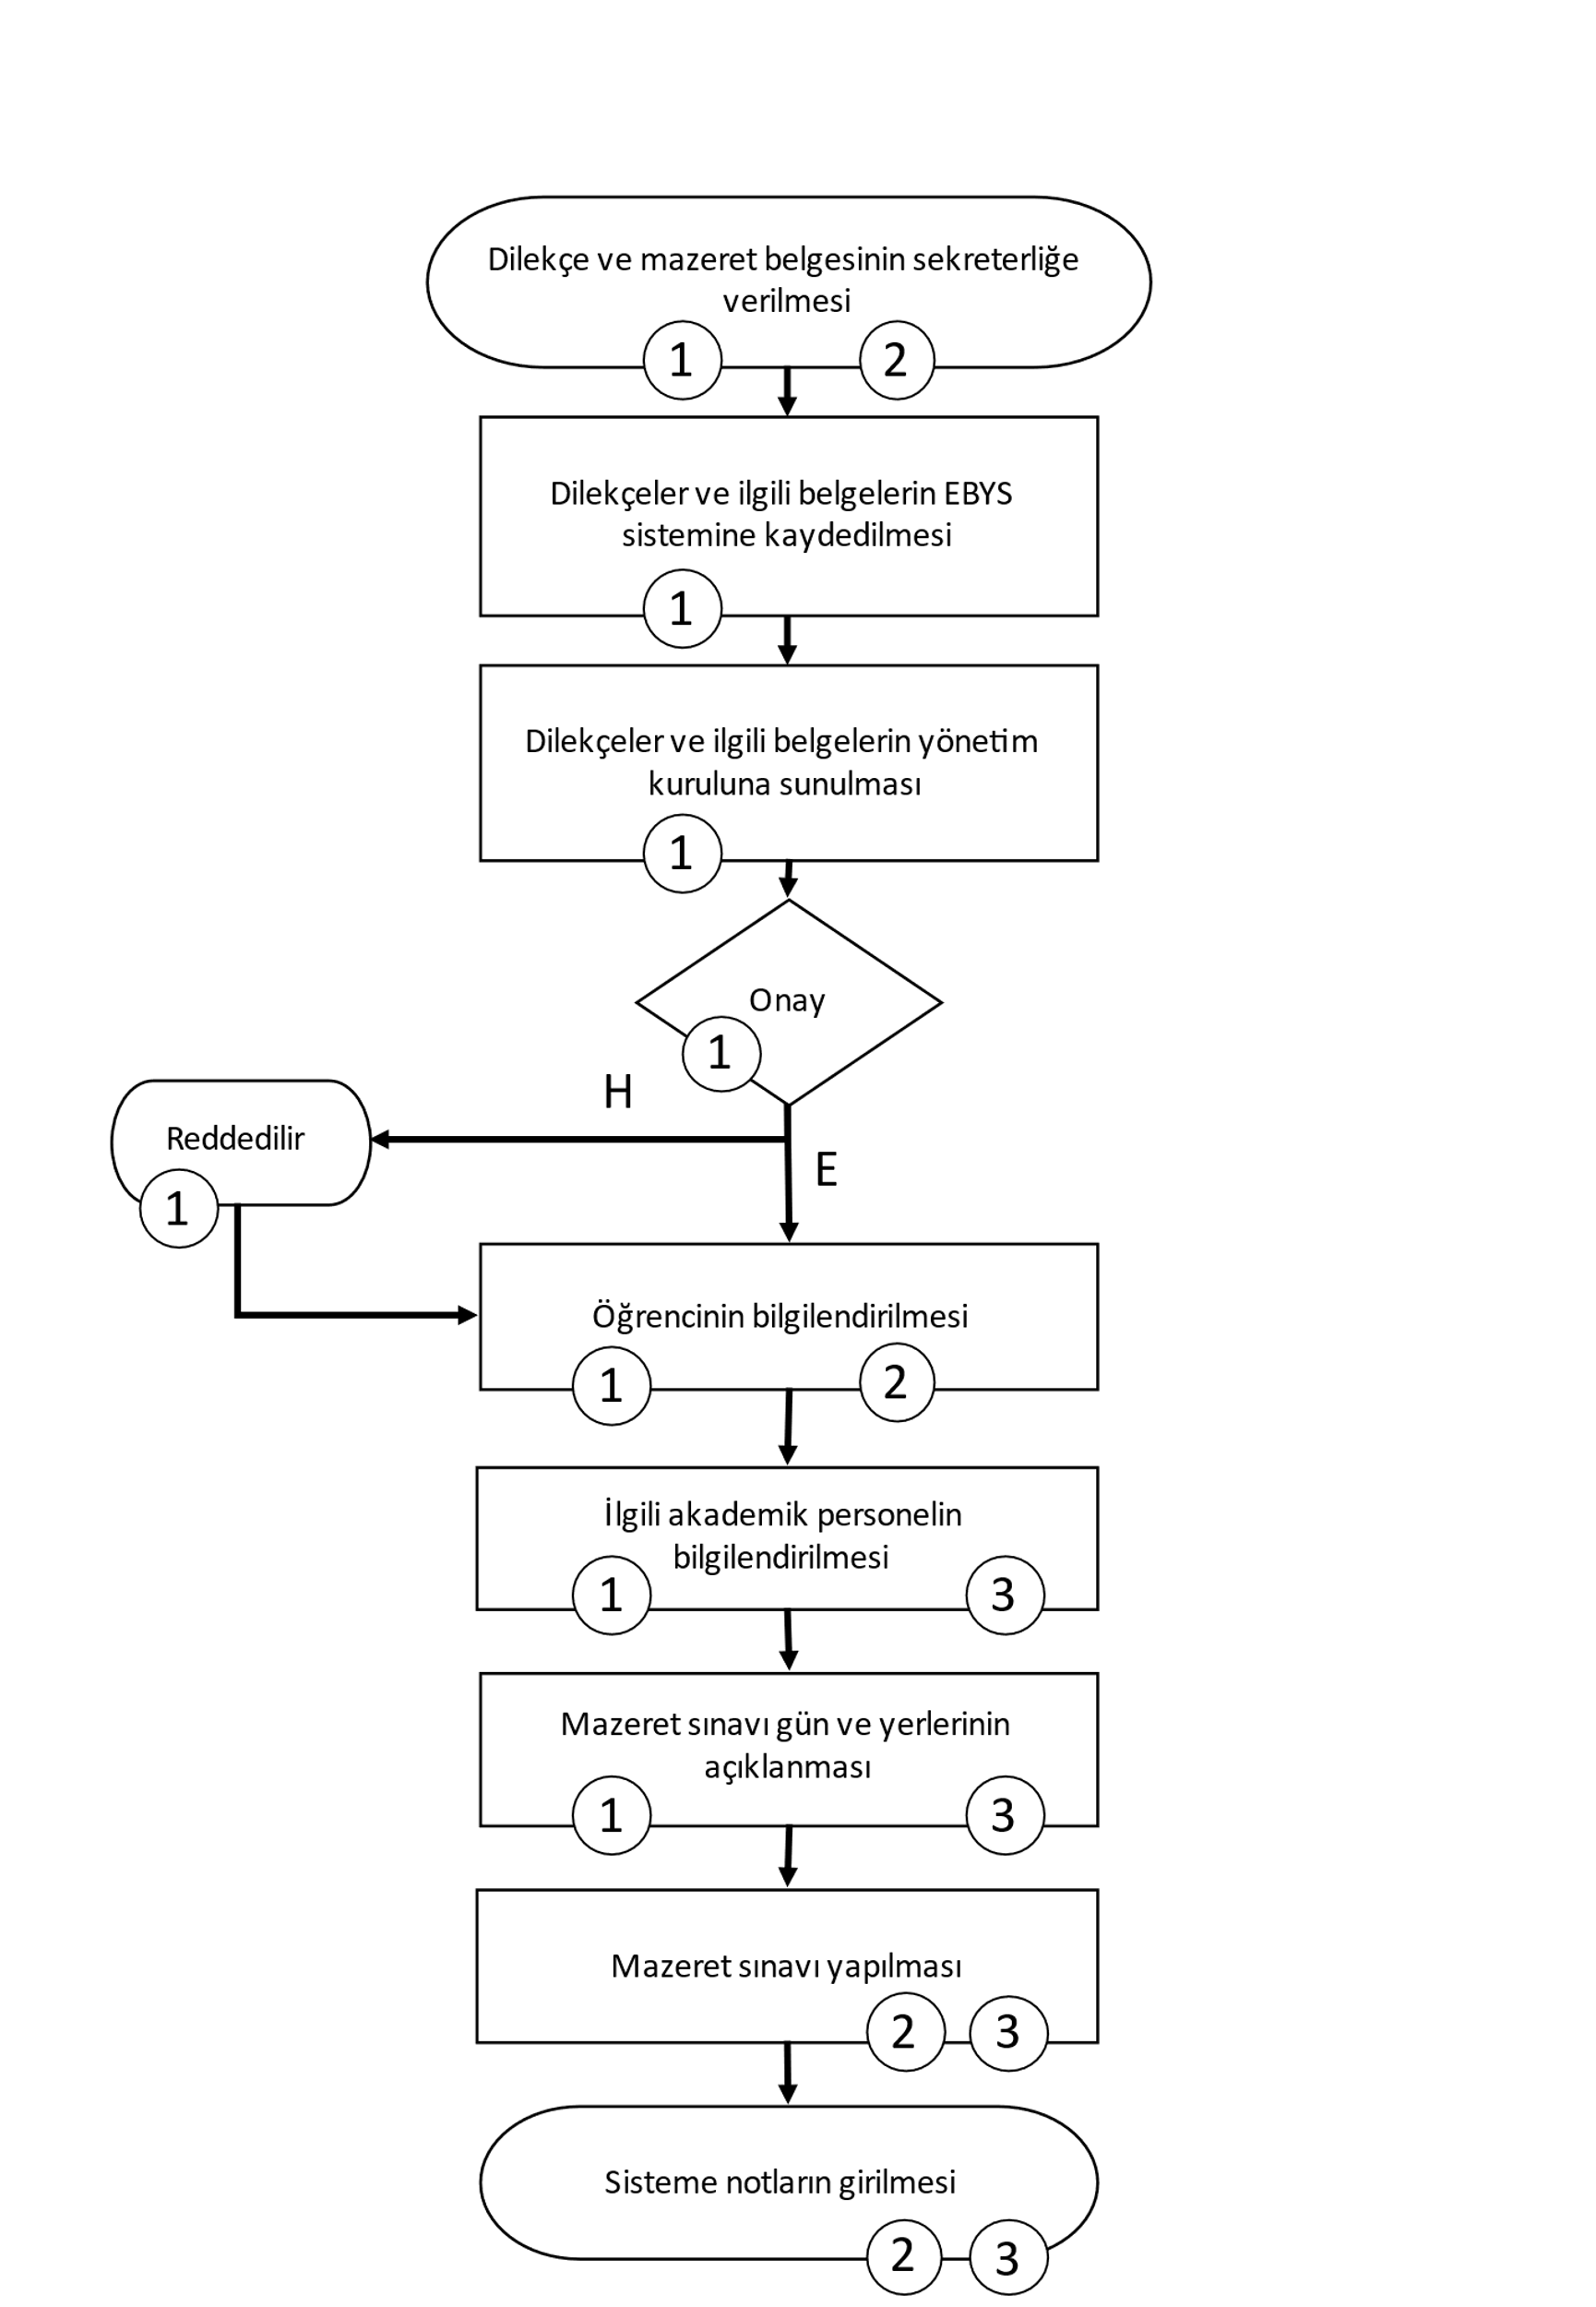 Dilekçe ve mazeret belgesinin sekreterliğe
verilmesi
1 2
Dilekçeler ve ilgili belgelerin EBYS
sistemine kaydedilmesi
1
Dilekçeler ve ilgili belgelerin yönetim
kuruluna sunulması
1
Onay
1
H
Reddedilir
E
1
Öğrencinin bilgilendirilmesi
1 2
İlgili akademik personelin
bilgilendirilmesi
1 3
Mazeret sınavı gün ve yerlerinin
açıklanması
1 3
Mazeret sınavı yapılması
2 3
Sisteme notların girilmesi
2 3